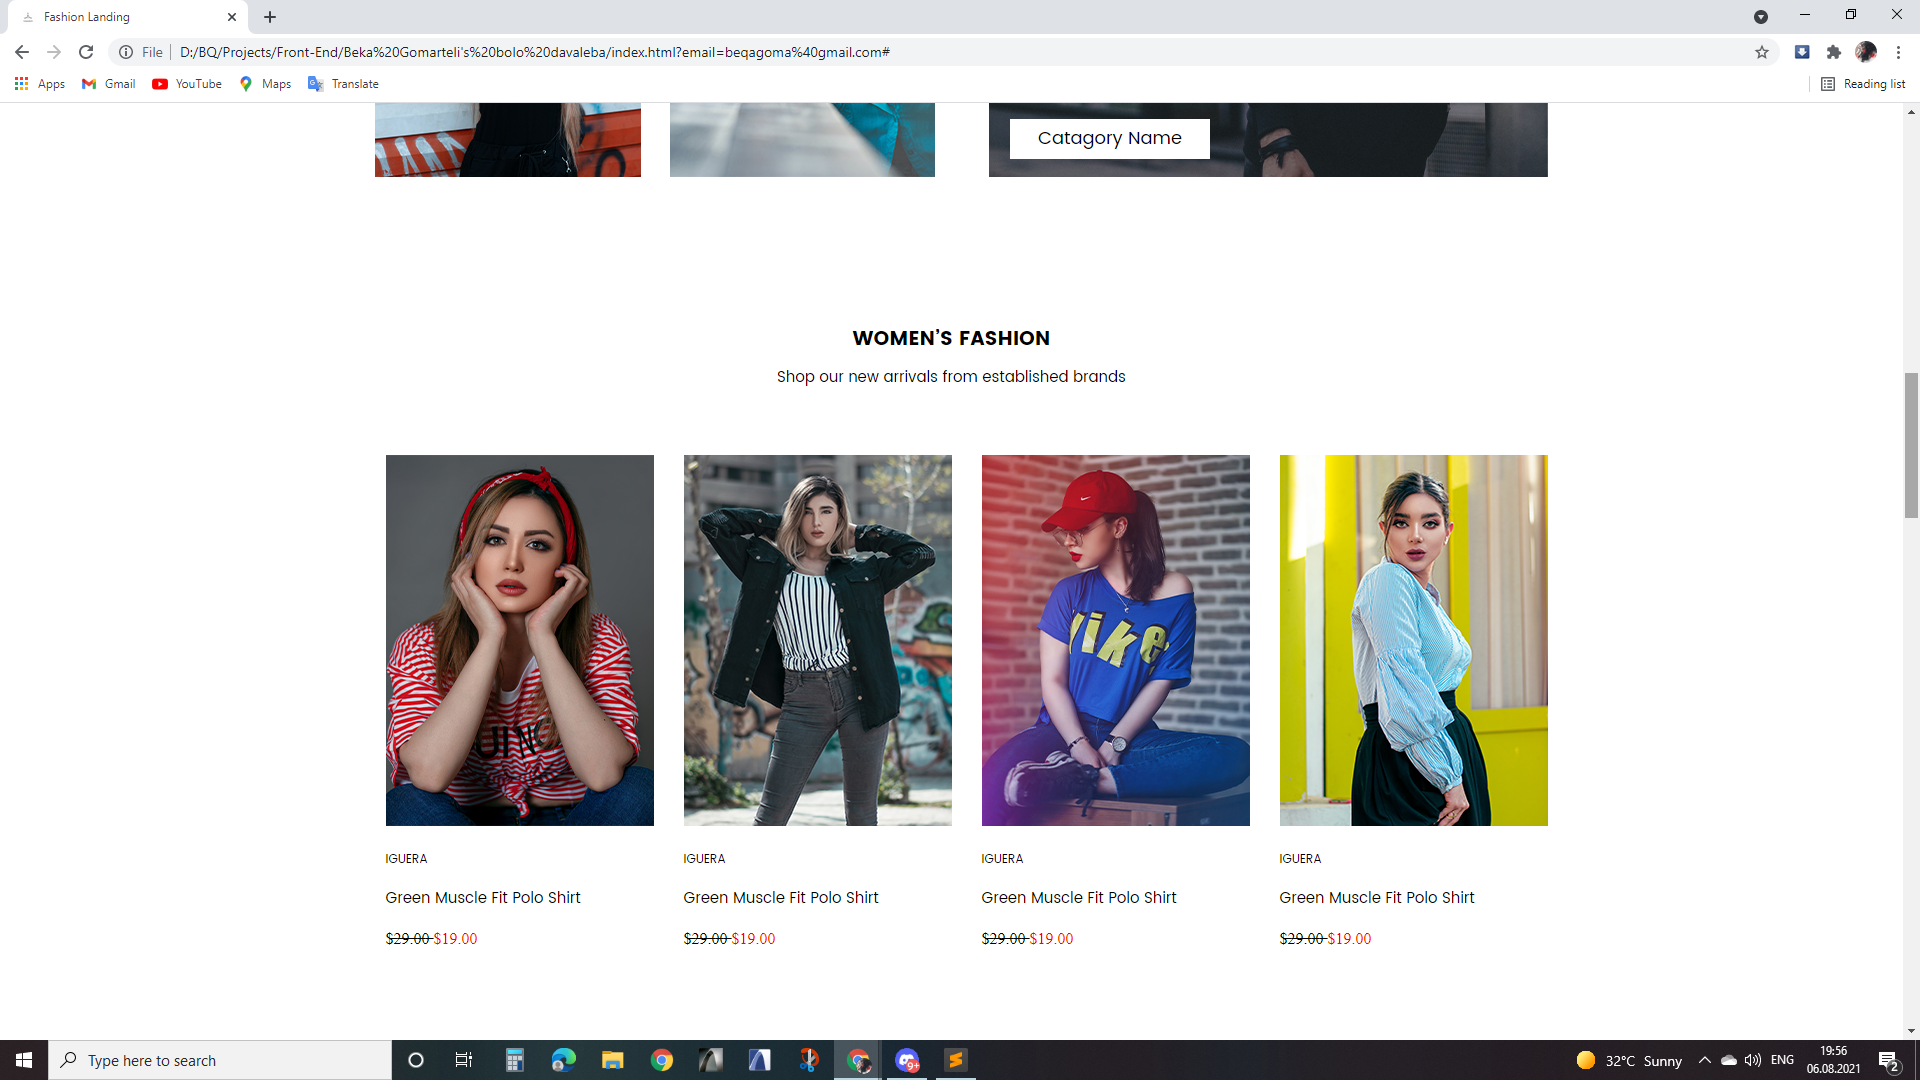 Fashion Landing
File D:/BQ/Projects/Front-End/Beka%20Gomarteli's%20bolo%20davaleba/index.html?email=beqagoma%40gmail.com#
Apps Gmail YouTube Maps Translate Reading list
Catagory Name
WOMEN'S FASHION
Shop our new arrivals from established brands
IGUERA IGUERA IGUERA IGUERA
Green Muscle Fit Polo Shirt Green Muscle Fit Polo Shirt Green Muscle Fit Polo Shirt Green Muscle Fit Polo Shirt
$29.00 $19.00 $29.00 $19.00 $29.00 $19.00 $29.00 $19.00
Type here to search
9+
32°C Sunny
ENG
19:56
06.08.2021
2